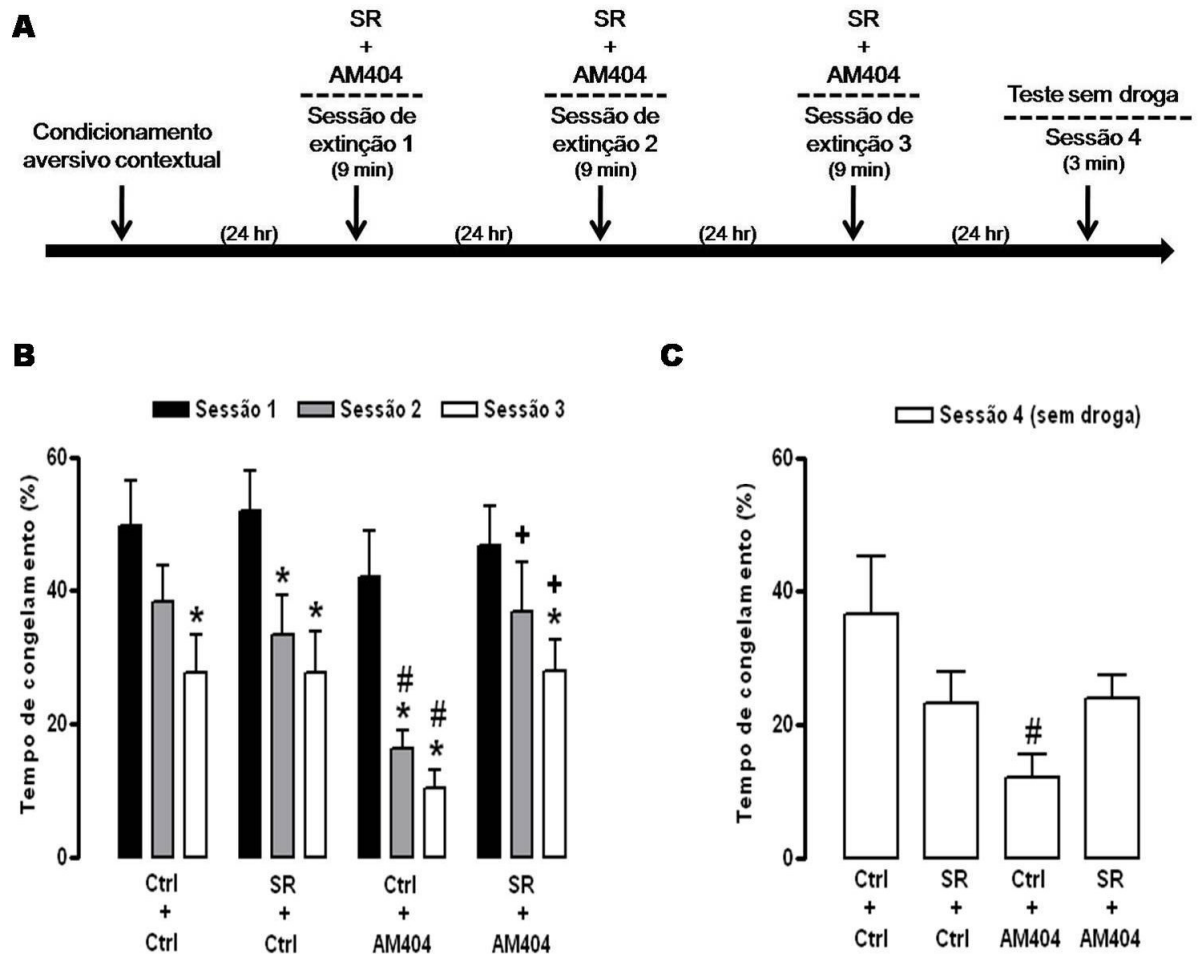 A
SR
+
AM404
Sessão de
extinção 1
(9 min)
SR
+
AM404
Sessão de
extinção 2
(9 min)
SR
+
AM404
Sessão de
extinção 3
(9 min)
Teste sem droga
Sessão 4
(3 min)
Condicionamento
aversivo contextual
(24 hr) (24 hr) (24 hr) (24 hr)
B
Sessão 1 Sessão 2 Sessão 3
Tempo de congelamento (%)
60
40
20
0
* * * # * # * + + *
Ctrl + Ctrl
SR + Ctrl
Ctrl + AM404
SR + AM404
C
Sessão 4 (sem droga)
Tempo de congelamento (%)
60
40
20
0
#
Ctrl + Ctrl
SR + Ctrl
Ctrl + AM404
SR + AM404